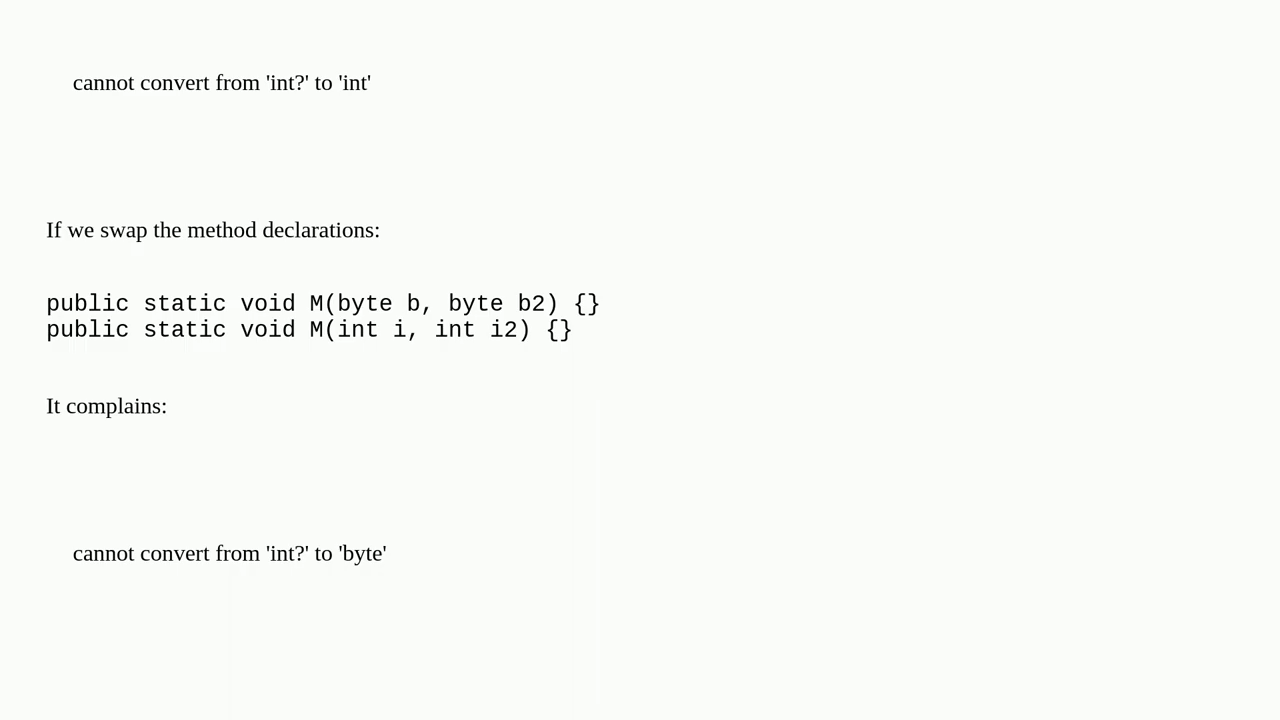 cannot convert from 'int?' to 'int'
If we swap the method declarations:
public static void M(byte b, byte b2) {}
public static void M(int i, int i2) {}
It complains:
cannot convert from 'int?' to 'byte'